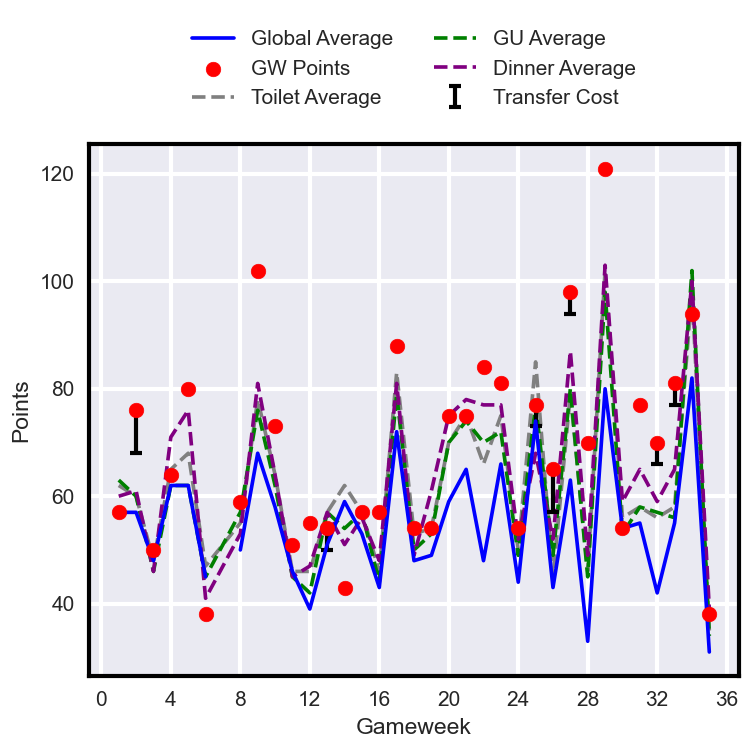 Global Average
GW Points
Toilet Average
GU Average
Dinner Average
Transfer Cost
120
100
80
60
40
Points
0 4 8 12 16 20 24 28 32 36
Gameweek